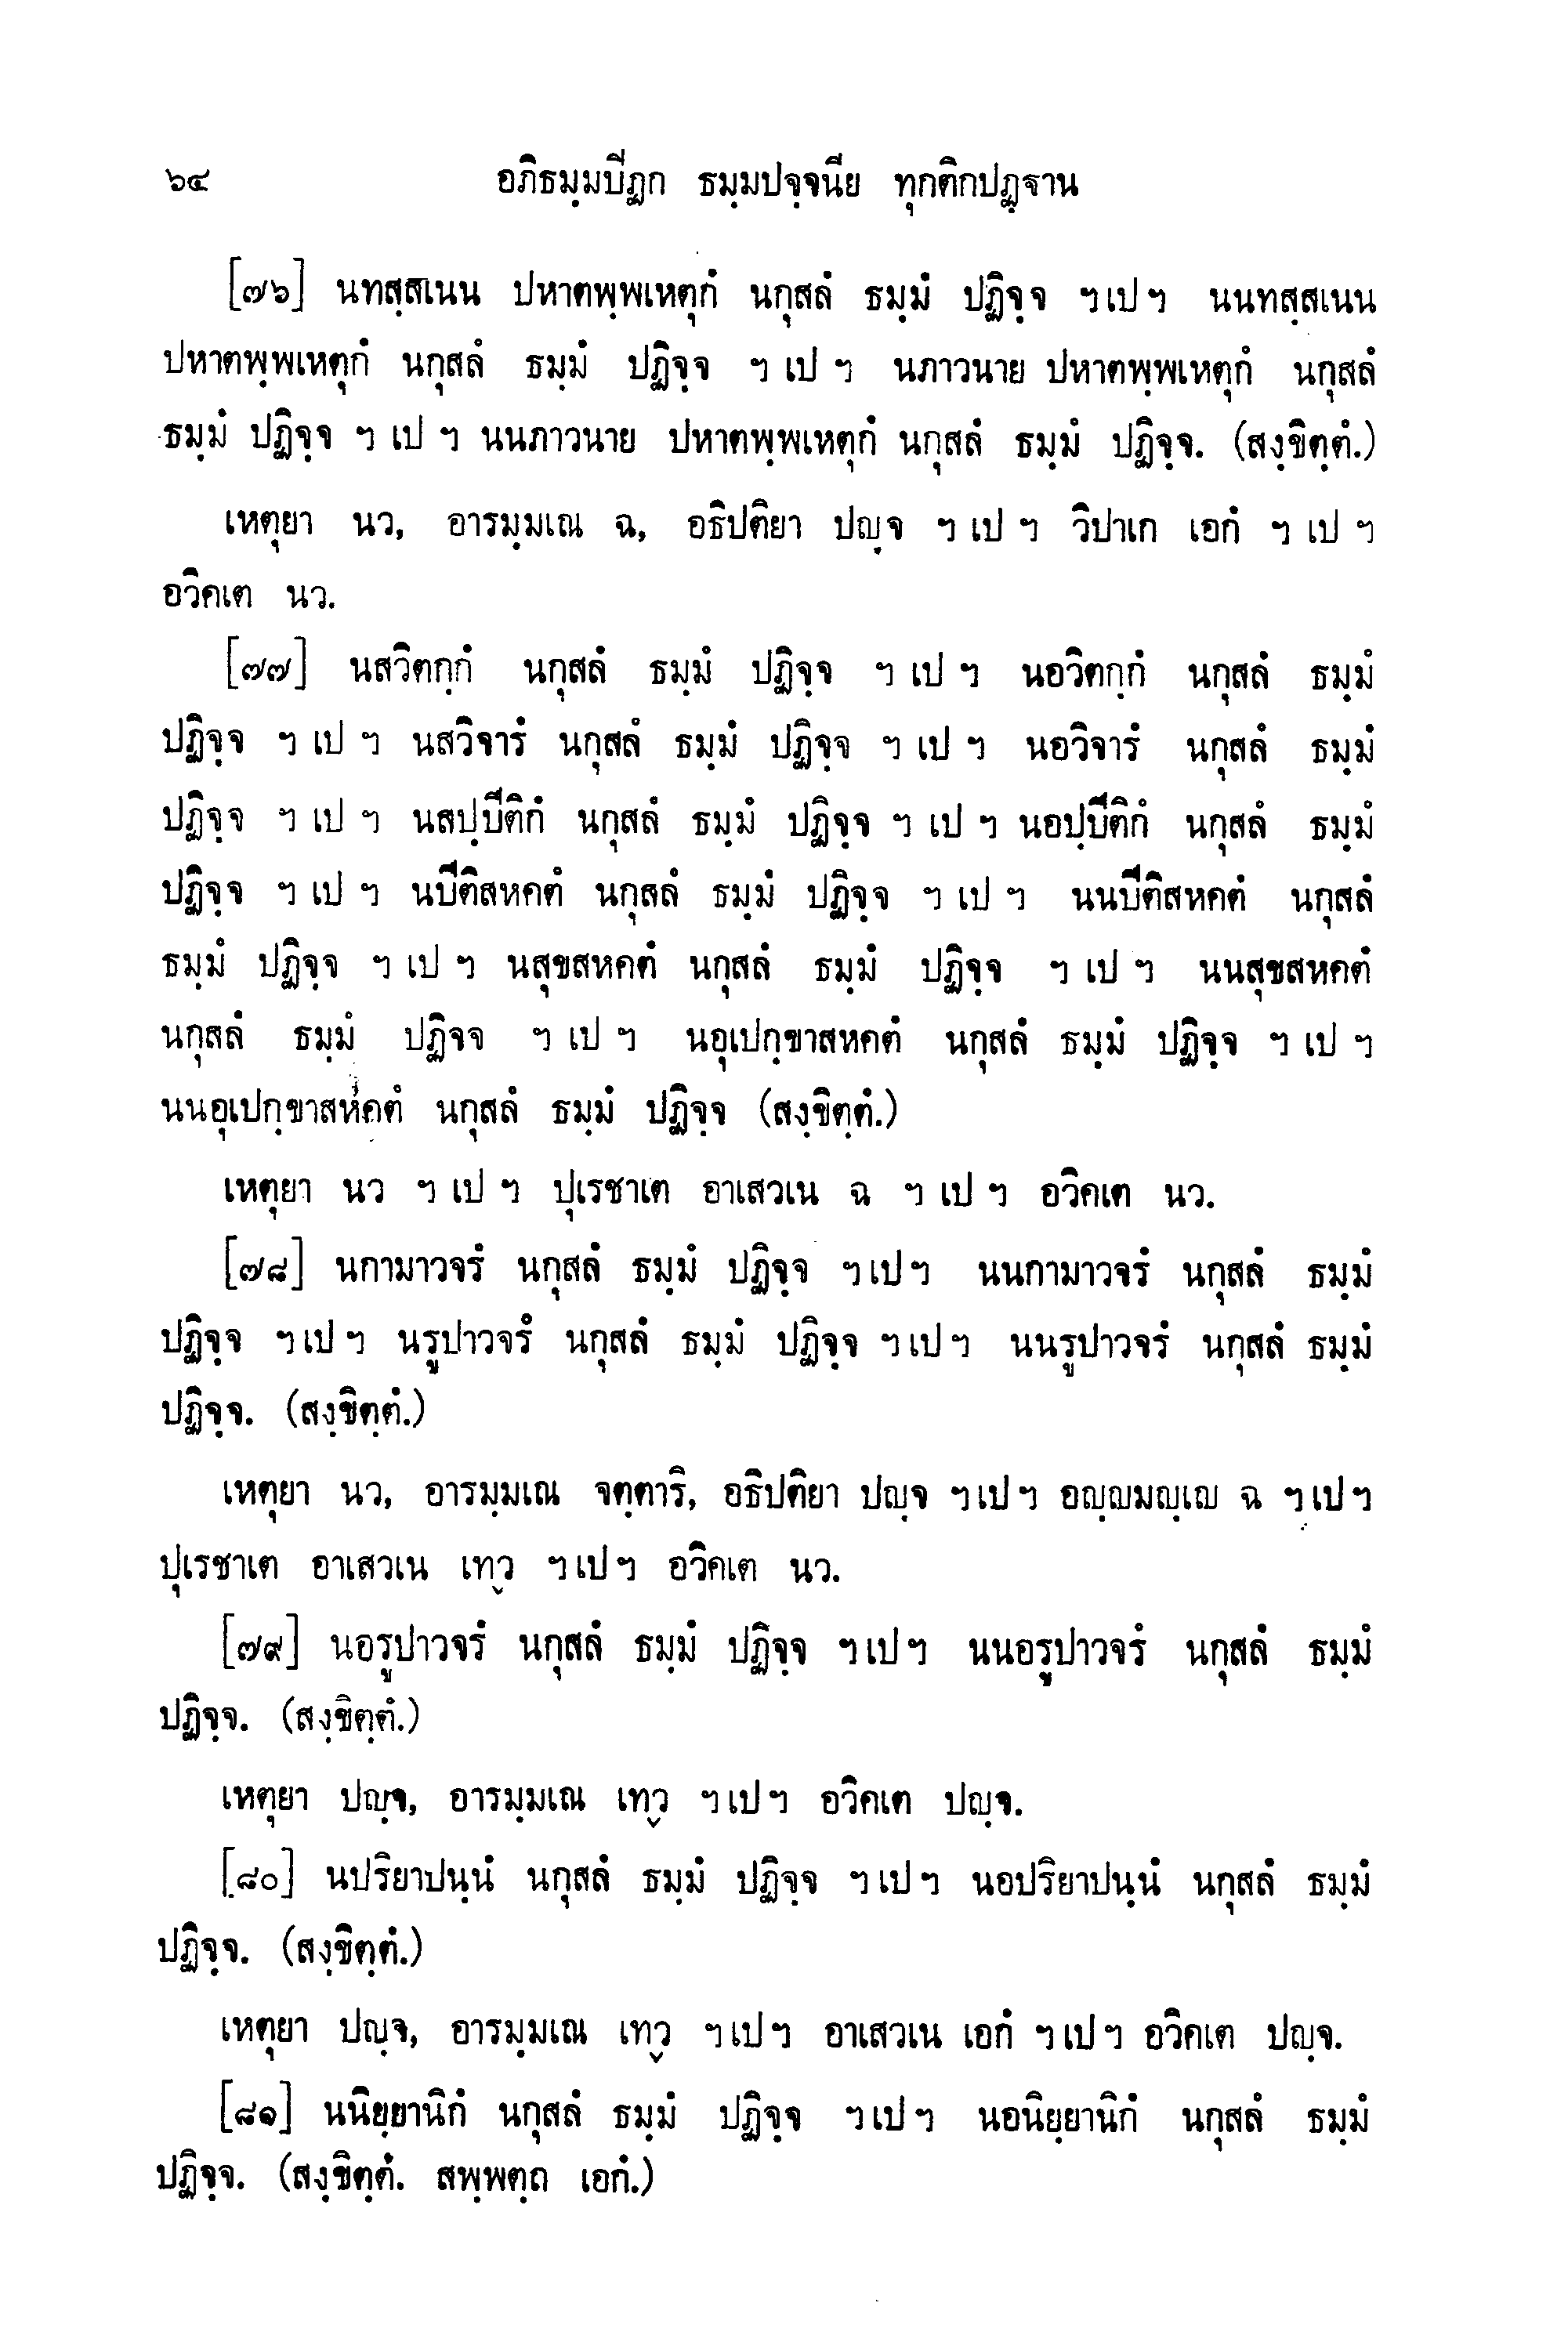 ๖๔ อภิธมฺมปีฏก ธมฺมปจฺจนีย ทุกติกปฏฺฐาน
[๗๖] นทสฺสเนน ปหาตพฺพเหตุกํ นกุสลํ ธมฺมํ ปฏิจฺจ ฯ เป ฯ นนทสฺสเนน
ปหาตพฺพเหตุกํ นกุสลํ ธมฺมํ ปฏิจฺจ ฯ เป ฯ นภาวนาย ปหาตพฺพเหตุกํ นกุสลํ
ธมฺมํ ปฏิจฺจ ฯ เป ฯ นนภาวนาย ปหาตพฺพเหตุกํ นกุสลํ ธมฺมํ ปฏิจฺจ. (สงฺขิตฺตํ.)
เหตุยา นว, อารมฺมเณ ฉ, อธิปติยา ปญฺจ ฯ เป ฯ วิปาเก เอกํ ฯ เป ฯ
อวิคเต นว.
[๗๗] นสวิตกฺกํ นกุสลํ ธมฺมํ ปฏิจฺจ ฯ เป ฯ นอวิตกฺกํ นกุสลํ ธมฺมํ
ปฏิจฺจ ฯ เป ฯ นสวิจารํ นกุสลํ ธมฺมํ ปฏิจฺจ ฯ เป ฯ นอวิจารํ นกุสลํ ธมฺมํ
ปฏิจฺจ ฯ เป ฯ นสปฺปีติกํ นกุสลํ ธมฺมํ ปฏิจฺจ ฯ เป ฯ นอปฺปีติกํ นกุสลํ ธมฺมํ
ปฏิจฺจ ฯ เป ฯ นปีติสหคตํ นกุสลํ ธมฺมํ ปฏิจฺจ ฯ เป ฯ นนปีติสหคตํ นกุสลํ
ธมฺมํ ปฏิจฺจ ฯ เป ฯ นสุขสหคตํ นกุสลํ ธมฺมํ ปฏิจฺจ ฯ เป ฯ นนสุขสหคตํ
นกุสลํ ธมฺมํ ปฏิจจ ฯ เป ฯ นอุเปกฺขาสหคตํ นกุสลํ ธมฺมํ ปฏิจฺจ ฯ เป ฯ
นนอุเปกฺขาสหคตํ นกุสลํ ธมฺมํ ปฏิจฺจ (สงฺขิตฺตํ.)
เหตุยา นว ฯ เป ฯ ปุเรชาเต อาเสวเน ฉ ฯ เป ฯ อวิคเต นว.
[๗๘] นกามาวจรํ นกุสลํ ธมฺมํ ปฏิจฺจ ฯ เป ฯ นนกามาวจรํ นกุสลํ ธมฺมํ
ปฏิจฺจ ฯ เป ฯ นรูปาวจรํ นกุสลํ ธมฺมํ ปฏิจฺจ ฯ เป ฯ นนรูปาวจรํ นกุสลํ ธมฺมํ
ปฏิจฺจ. (สงฺขิตฺตํ.)
เหตุยา นว, อารมฺมเณ จตฺตาริ, อธิปติยา ปญฺจ ฯ เป ฯ อญฺญมญฺเญ ฉ ฯ เป ฯ
ปุเรชาเต อาเสวเน เทฺว ฯ เป ฯ อวิคเต นว.
[๗๙] นอรูปาวจรํ นกุสลํ ธมฺมํ ปฏิจฺจ ฯ เป ฯ นนอรูปาวจรํ นกุสลํ ธมฺมํ
ปฏิจฺจ. (สงฺขิตฺตํ.)
เหตุยา ปญฺจ, อารมฺมเณ เทฺว ฯ เป ฯ อวิคเต ปญฺจ.
[๘๐] นปริยาปนฺนํ นกุสลํ ธมฺมํ ปฏิจฺจ ฯ เป ฯ นอปริยาปนฺนํ นกุสลํ ธมฺมํ
ปฏิจฺจ. (สงฺขิตฺตํ.)
เหตุยา ปญฺจ, อารมฺมเณ เทฺว ฯ เป ฯ อาเสวเน เอกํ ฯ เป ฯ อวิคเต ปญฺจ.
[๘๑] นนิยฺยานิกํ นกุสลํ ธมฺมํ ปฏิจฺจ ฯ เป ฯ นอนิยฺยานิกํ นกุสลํ ธมฺมํ
ปฏิจฺจ. (สงฺขิตฺตํ. สพฺพตฺถ เอกํ.)